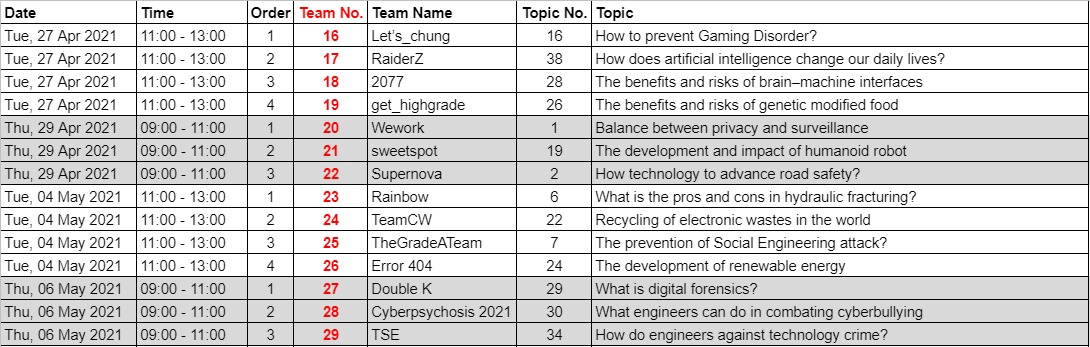 Date Time Order Team No. Team Name Topic No. Topic
Tue, 27 Apr 2021 11:00 - 13:00 1 16 Let's_chung 16 How to prevent Gaming Disorder?
Tue, 27 Apr 2021 11:00 - 13:00 2 17 RaiderZ 38 How does artificial intelligence change our daily lives?
Tue, 27 Apr 2021 11:00 - 13:00 3 18 2077 28 The benefits and risks of brain–machine interfaces
Tue, 27 Apr 2021 11:00 - 13:00 4 19 get_highgrade 26 The benefits and risks of genetic modified food
Thu, 29 Apr 2021 09:00 - 11:00 1 20 Wework 1 Balance between privacy and surveillance
Thu, 29 Apr 2021 09:00 - 11:00 2 21 sweetspot 19 The development and impact of humanoid robot
Thu, 29 Apr 2021 09:00 - 11:00 3 22 Supernova 2 How technology to advance road safety?
Tue, 04 May 2021 11:00 - 13:00 1 23 Rainbow 6 What is the pros and cons in hydraulic fracturing?
Tue, 04 May 2021 11:00 - 13:00 2 24 TeamCW 22 Recycling of electronic wastes in the world
Tue, 04 May 2021 11:00 - 13:00 3 25 TheGradeATeam 7 The prevention of Social Engineering attack?
Tue, 04 May 2021 11:00 - 13:00 4 26 Error 404 24 The development of renewable energy
Thu, 06 May 2021 09:00 - 11:00 1 27 Double K 29 What is digital forensics?
Thu, 06 May 2021 09:00 - 11:00 2 28 Cyberpsychosis 2021 30 What engineers can do in combating cyberbullying
Thu, 06 May 2021 09:00 - 11:00 3 29 TSE 34 How do engineers against technology crime?